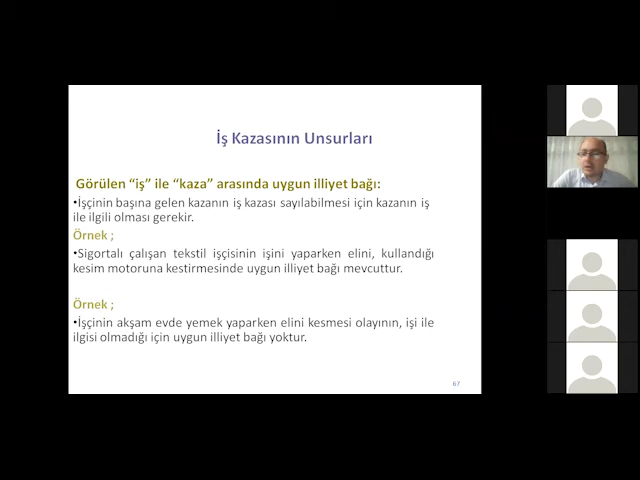 İş Kazasının Unsurları
Görülen “iş” ile “kaza” arasında uygun illiyet bağı:
•İşçinin başına gelen kazanın iş kazası sayılabilmesi için kazanın iş
ile ilgili olması gerekir.
Örnek ;
•Sigortalı çalışan tekstil işçisinin işini yaparken elini, kullandığı
kesim motoruna kestirmesinde uygun illiyet bağı mevcuttur.
Örnek ;
•İşçinin akşam evde yemek yaparken elini kesmesi olayının, işi ile
ilgisi olmadığı için uygun illiyet bağı yoktur.
67